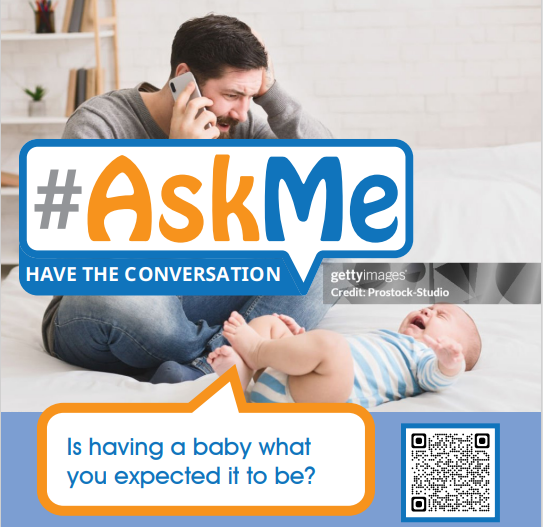 #AskMe
HAVE THE CONVERSATION
gettyimages®
Credit: Prostock-Studio
Is having a baby what
you expected it to be?